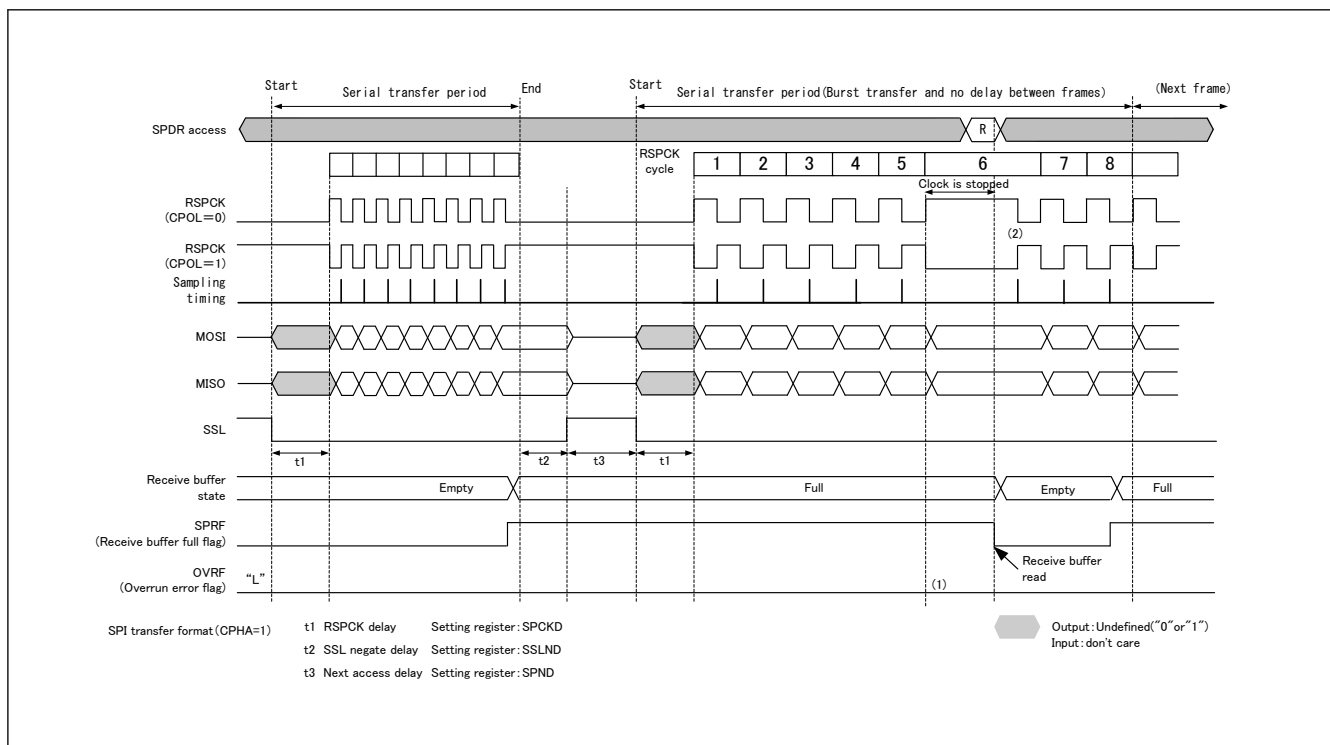 Start
Serial transfer period
End
Start
Serial transfer period(Burst transfer and no delay between frames)
(Next frame)
SPDR access
R
RSPCK
cycle
1 2 3 4 5 6 7 8
Clock is stopped
RSPCK
(CPOL=0)
(2)
RSPCK
(CPOL=1)
Sampling
timing
MOSI
MISO
SSL
t1
t2
t3
t1
Receive buffer
state
Empty
Full
Empty
Full
SPRF
(Receive buffer full flag)
Receive buffer
read
OVRF
(Overrun error flag)
“L”
(1)
SPI transfer format(CPHA=1)
t1 RSPCK delay Setting register:SPCKD
t2 SSL negate delay Setting register:SSLND
t3 Next access delay Setting register:SPND
Output:Undefined(″0″or″1″)
Input:don't care